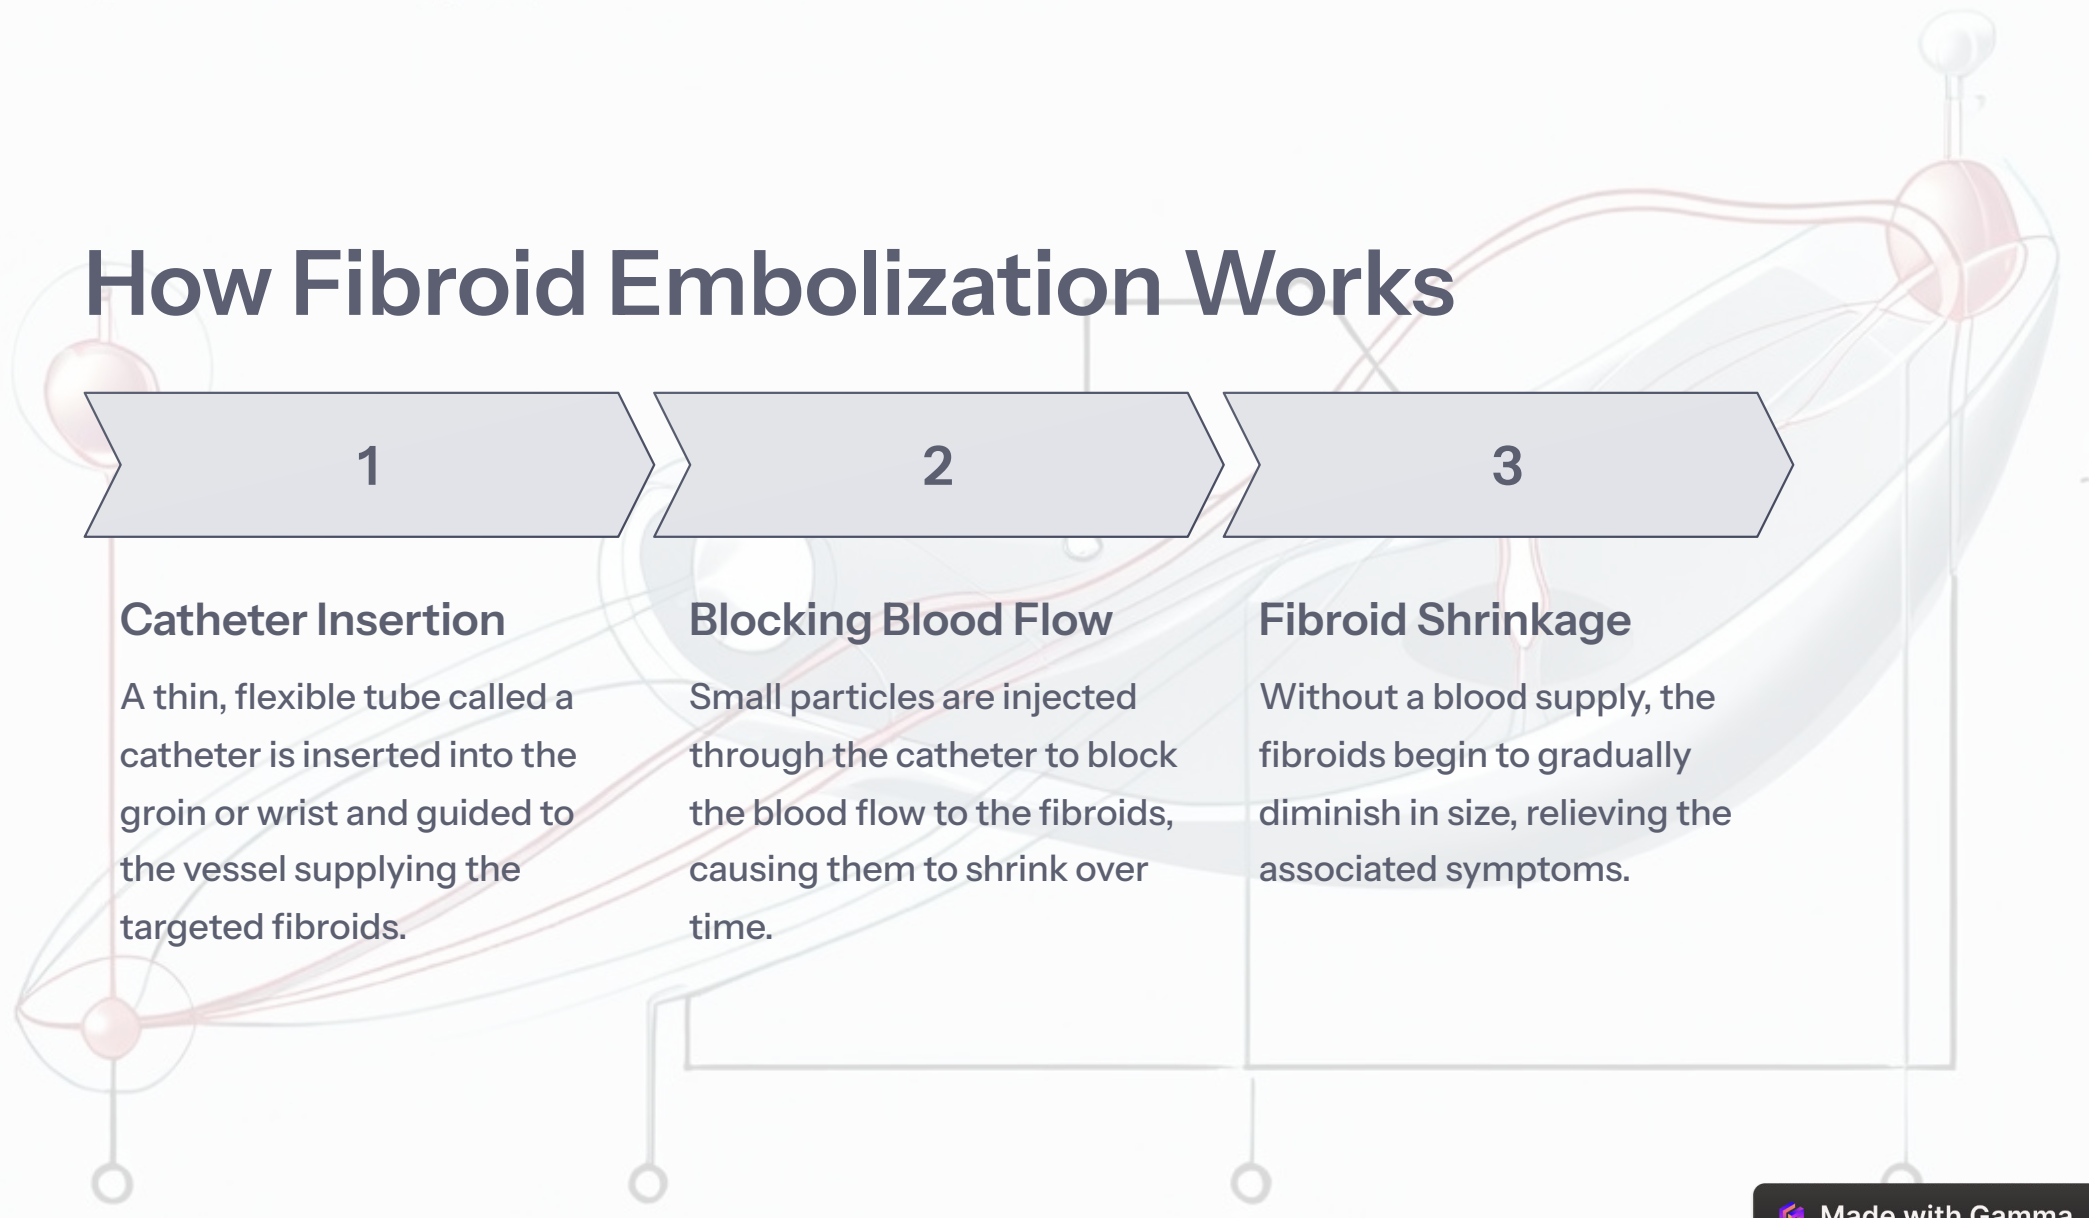 How Fibroid Embolization Works
1
2
3
Catheter Insertion
A thin, flexible tube called a
catheter is inserted into the
groin or wrist and guided to
the vessel supplying the
targeted fibroids.
Blocking Blood Flow
Small particles are injected
through the catheter to block
the blood flow to the fibroids,
causing them to shrink over
time.
Fibroid Shrinkage
Without a blood supply, the
fibroids begin to gradually
diminish in size, relieving the
associated symptoms.
Made with Gamma